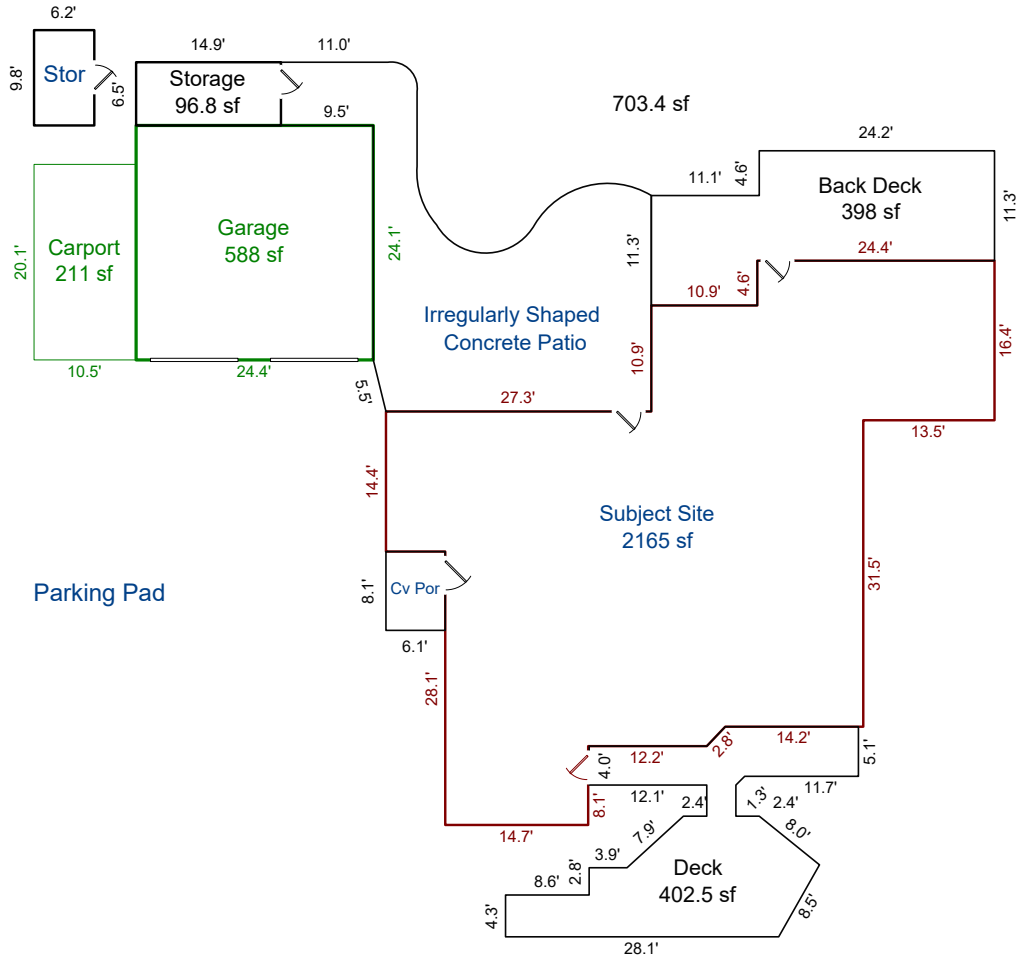 6.2'
9.8'
Stor
6.5'
14.9'
11.0'
Storage
96.8 sf
9.5'
703.4 sf
24.2'
11.1'
4.6'
Back Deck
398 sf
11.3'
24.4'
20.1'
Carport
211 sf
10.5'
Garage
588 sf
24.1'
24.4'
5.5'
11.3'
10.9'
4.6'
Irregularly Shaped
Concrete Patio
10.9'
27.3'
16.4'
13.5'
14.4'
Subject Site
2165 sf
31.5'
Parking Pad
8.1'
Cv Por
6.1'
28.1'
14.7'
8.1'
4.0'
12.2'
2.8'
14.2'
5.1'
12.1'
2.4'
1.3'
11.7'
2.4'
7.9'
8.0'
3.9'
2.8'
8.6'
4.3'
Deck
402.5 sf
8.5'
28.1'